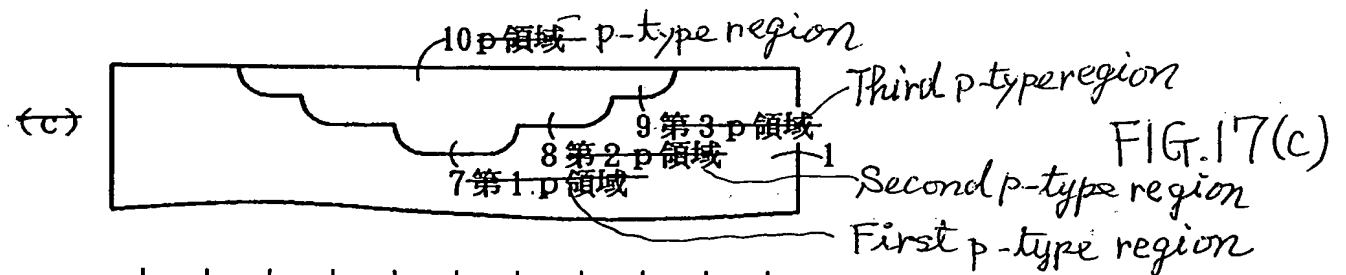 10 p領域 p-type region
Third p-type region
(c)
9 第3 p領域
FIG.17(c)
8 第2 p領域
1
7 第1 p領域
Second p-type region
First p-type region